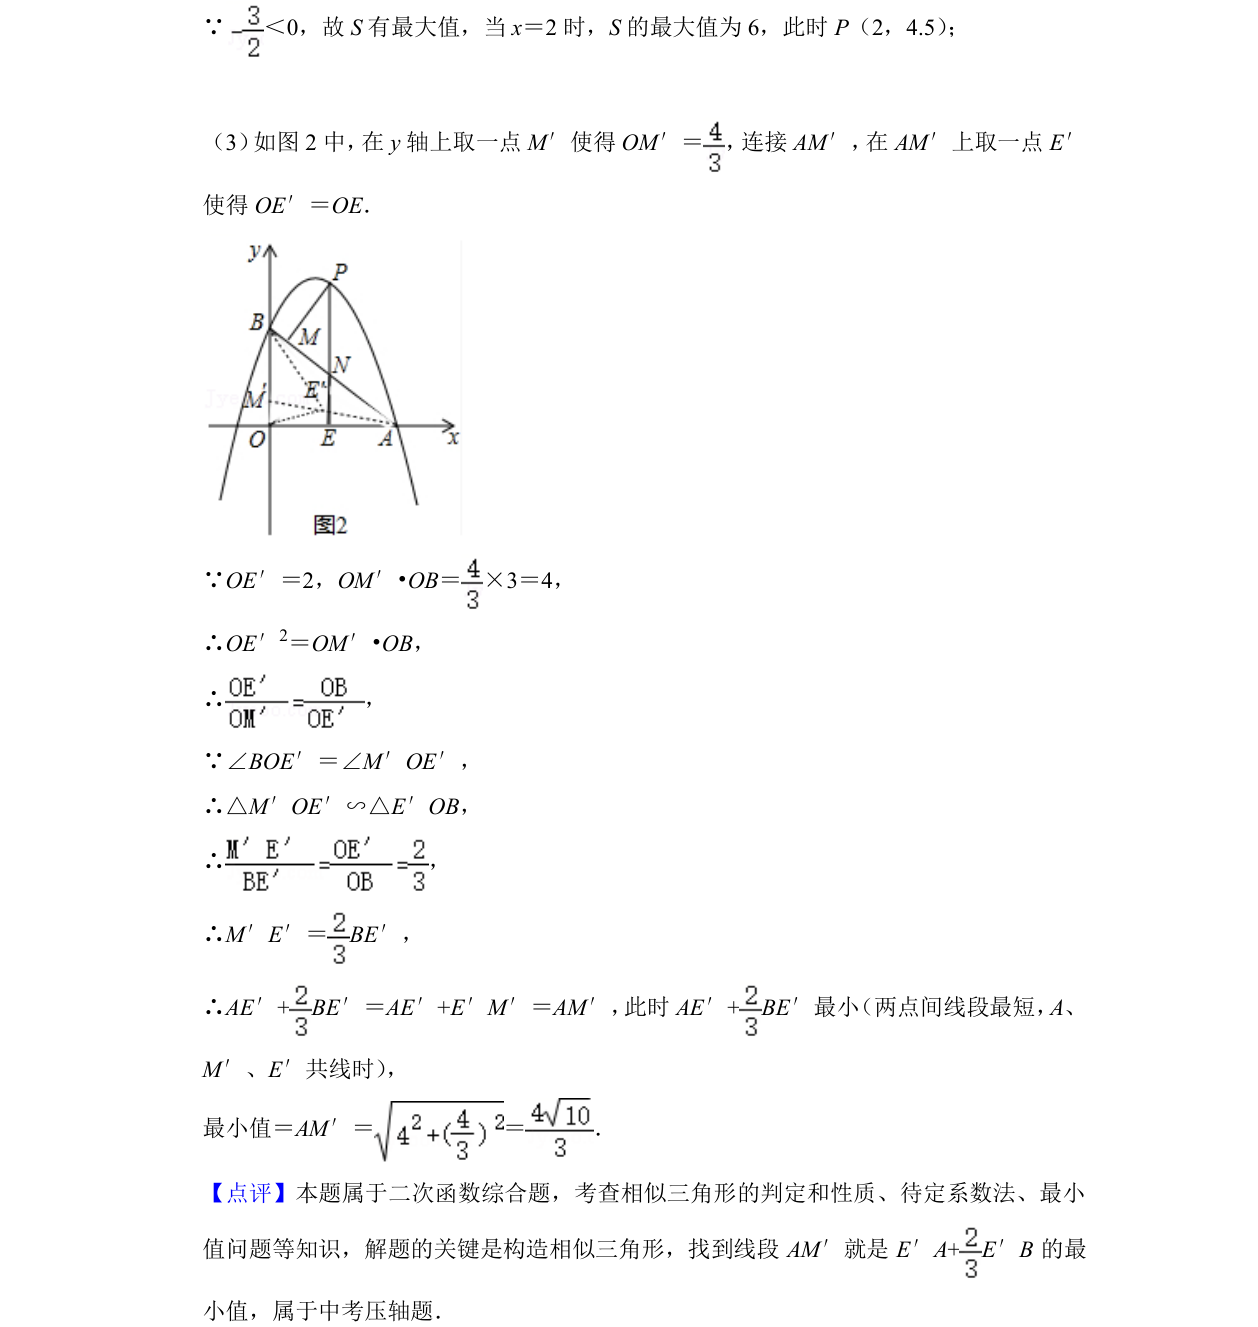 ∵-3/2＜0，故 S 有最大值，当 x＝2 时，S 的最大值为 6，此时 P（2，4.5）；
（3）如图 2 中，在 y 轴上取一点 M′ 使得 OM′ ＝4/3，连接 AM′ ，在 AM′ 上取一点 E′
使得 OE′ ＝OE．
y
P
B
M
N
M′
E′
O
E
A
x
图2
∵OE′ ＝2，OM′ •OB＝4/3×3＝4，
∴OE′ ²＝OM′ •OB，
∴OE′/OM′=OB/OE′，
∵∠BOE′ ＝∠M′ OE′ ，
∴△M′ OE′ ∽△E′ OB，
∴M′ E′/BE′=OE′/OB=2/3，
∴M′ E′ ＝2/3BE′ ，
∴AE′ +2/3BE′ ＝AE′ +E′ M′ ＝AM′ ，此时 AE′ +2/3BE′ 最小（两点间线段最短，A、
M′ 、E′ 共线时），
最小值＝AM′ ＝√(4²+(4/3)²)=4√10/3．
【点评】本题属于二次函数综合题，考查相似三角形的判定和性质、待定系数法、最小
值问题等知识，解题的关键是构造相似三角形，找到线段 AM′ 就是 E′ A+2/3E′ B 的最
小值，属于中考压轴题．